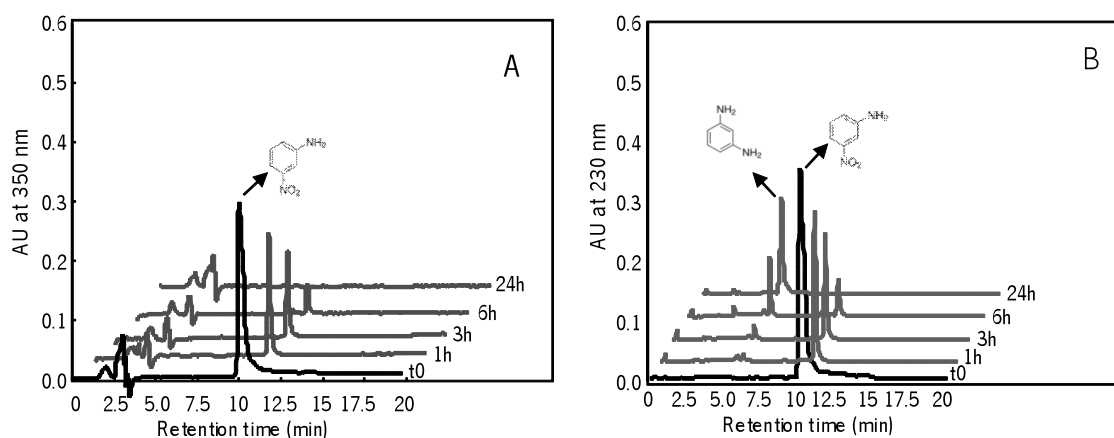 0.6
0.5
0.4
0.3
0.2
0.1
0.0
AU at 350 nm
A
NH₂
NO₂
24h
6h
3h
1h
t0
0 2.5 5.0 7.5 10 12.5 15 17.5 20
Retention time (min)
0.6
0.5
0.4
0.3
0.2
0.1
0.0
AU at 230 nm
B
NH₂
NH₂
NH₂
NO₂
24h
6h
3h
1h
t0
0 2.5 5.0 7.5 10 12.5 15 17.5 20
Retention time (min)